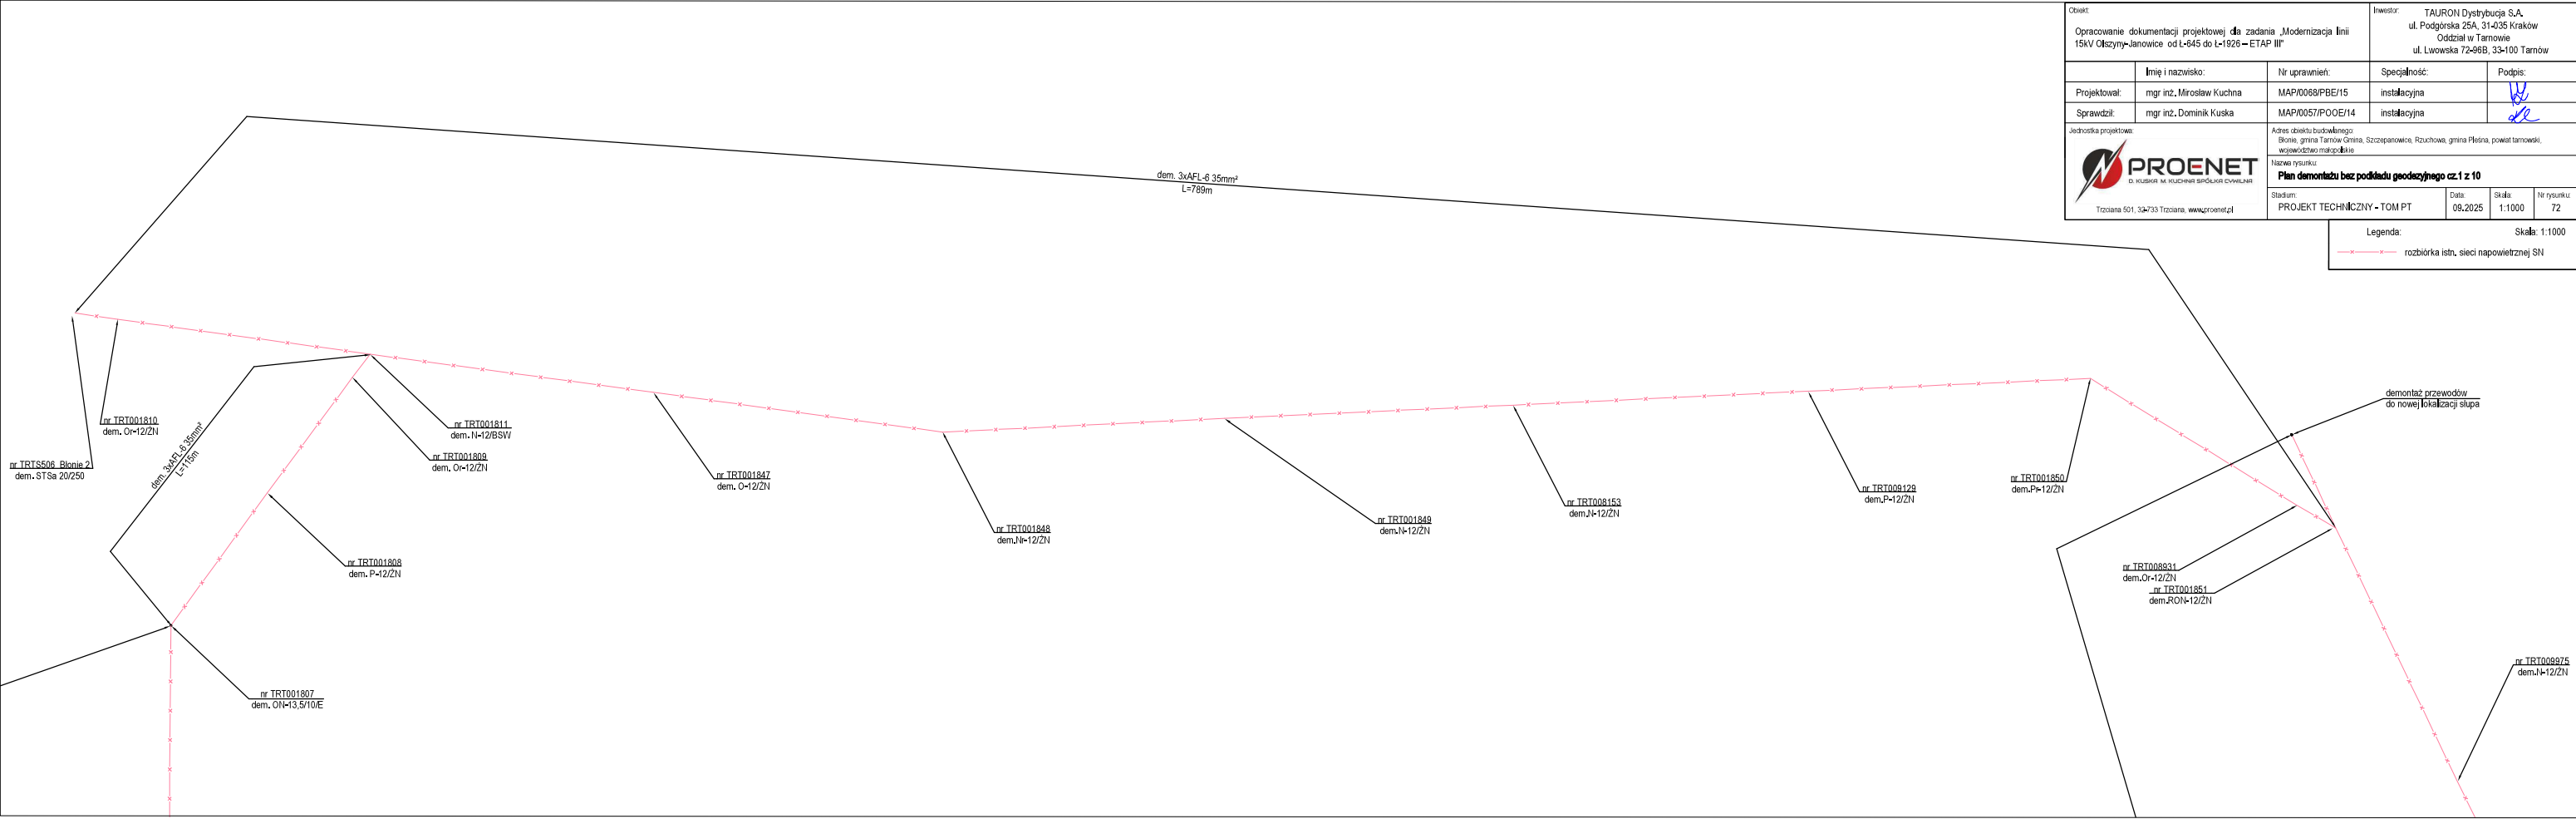 Obiekt:
Opracowanie dokumentacji projektowej dla zadania „Modernizacja linii
15kV Olszyny-Janowice od Ł-645 do Ł-1926 – ETAP III"
Inwestor:
TAURON Dystrybucja S.A.
ul. Podgórska 25A, 31-035 Kraków
Oddział w Tarnowie
ul. Lwowska 72-96B, 33-100 Tarnów
Imię i nazwisko: Nr uprawnień: Specjalność: Podpis:
Projektował: mgr inż. Mirosław Kuchna MAP/0068/PBE/15 instalacyjna
Sprawdził: mgr inż. Dominik Kuska MAP/0057/POOE/14 instalacyjna
Jednostka projektowa:
PROENET
D. KUSKA M. KUCHNA SPÓŁKA CYWILNA
Trzciana 501, 32-733 Trzciana, www.proenet.pl
Adres obiektu budowlanego:
Błonie, gmina Tarnów Gmina, Szczepanowice, Rzuchowa, gmina Pleśna, powiat tarnowski,
województwo małopolskie
Nazwa rysunku:
Plan demontażu bez podkładu geodezyjnego cz.1 z 10
Stadium:
PROJEKT TECHNICZNY - TOM PT
Data:
09.2025
Skala:
1:1000
Nr rysunku:
72
Legenda: Skala: 1:1000
rozbiórka istn. sieci napowietrznej SN
dem. 3xAFL-6 35mm²
L=789m
nr TRT001810
dem. Or-12/ŻN
nr TRTS506 Błonie 2
dem. STSa 20/250
dem. 3xAFL-6 35mm²
L=115m
nr TRT001811
dem. N-12/BSW
nr TRT001809
dem. Or-12/ŻN
nr TRT001808
dem. P-12/ŻN
nr TRT001807
dem. ON-13,5/10/E
nr TRT001847
dem. O-12/ŻN
nr TRT001848
dem.Nr-12/ŻN
nr TRT001849
dem.N-12/ŻN
nr TRT008153
dem.N-12/ŻN
nr TRT009129
dem.P-12/ŻN
nr TRT001850
dem.Pr-12/ŻN
demontaż przewodów
do nowej lokalizacji słupa
nr TRT008931
dem.Or-12/ŻN
nr TRT001851
dem.RON-12/ŻN
nr TRT009975
dem.N-12/ŻN